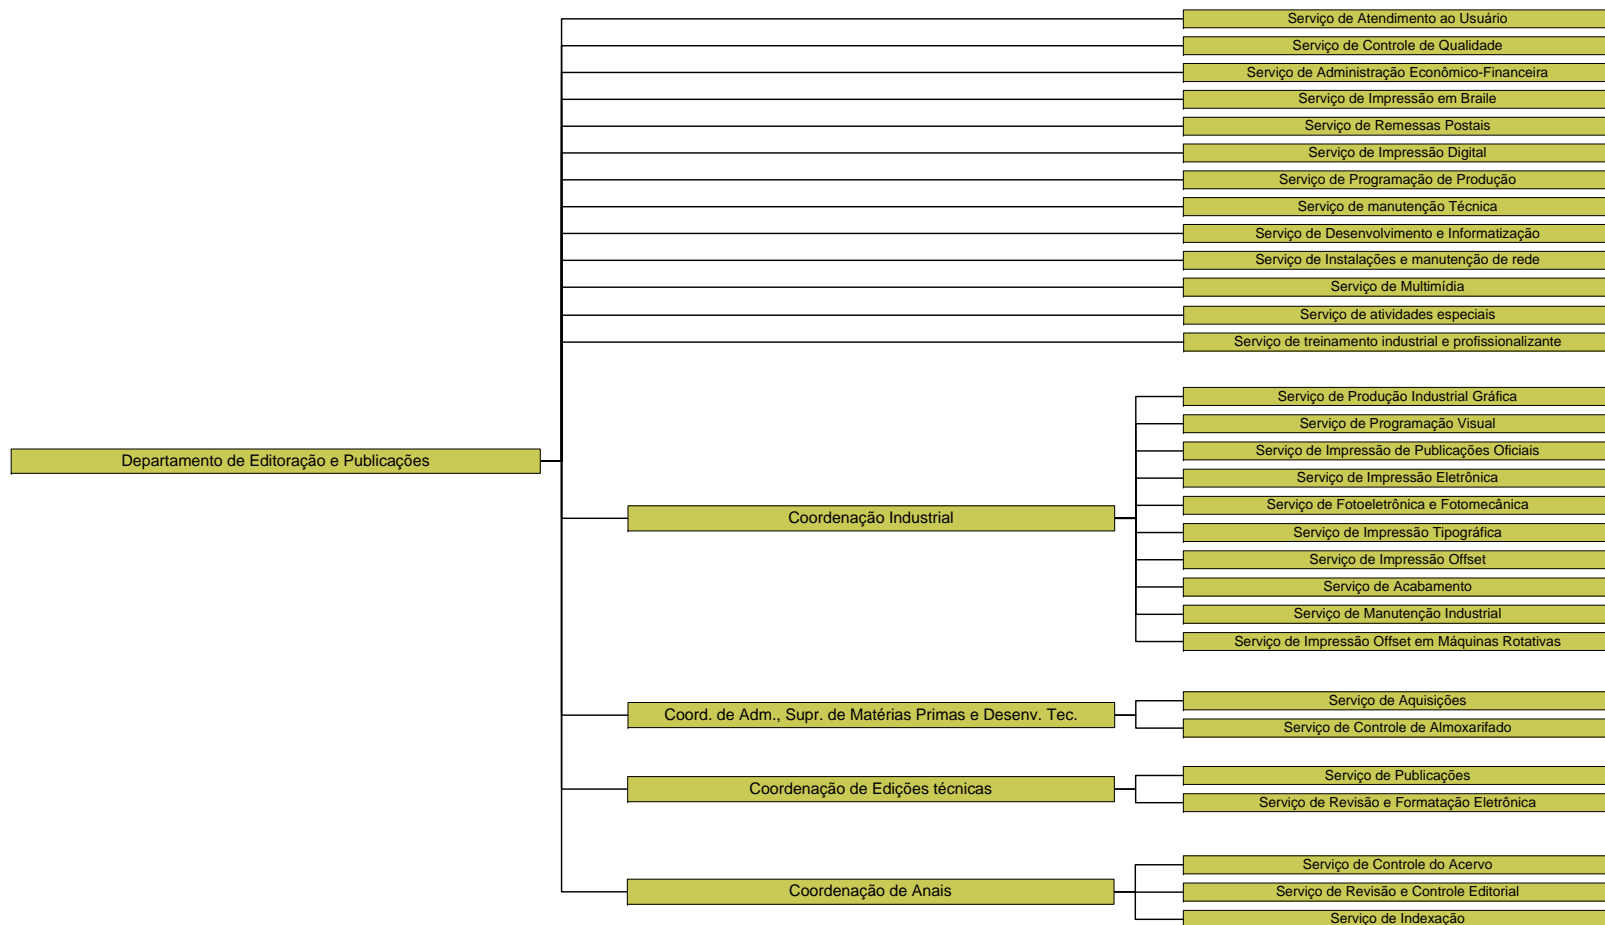 Serviço de Atendimento ao Usuário
Serviço de Controle de Qualidade
Serviço de Administração Econômico-Financeira
Serviço de Impressão em Braile
Serviço de Remessas Postais
Serviço de Impressão Digital
Serviço de Programação de Produção
Serviço de manutenção Técnica
Serviço de Desenvolvimento e Informatização
Serviço de Instalações e manutenção de rede
Serviço de Multimídia
Serviço de atividades especiais
Serviço de treinamento industrial e profissionalizante
Departamento de Editoração e Publicações
Coordenação Industrial
Serviço de Produção Industrial Gráfica
Serviço de Programação Visual
Serviço de Impressão de Publicações Oficiais
Serviço de Impressão Eletrônica
Serviço de Fotoeletrônica e Fotomecânica
Serviço de Impressão Tipográfica
Serviço de Impressão Offset
Serviço de Acabamento
Serviço de Manutenção Industrial
Serviço de Impressão Offset em Máquinas Rotativas
Coord. de Adm., Supr. de Matérias Primas e Desenv. Tec.
Serviço de Aquisições
Serviço de Controle de Almoxarifado
Coordenação de Edições técnicas
Serviço de Publicações
Serviço de Revisão e Formatação Eletrônica
Coordenação de Anais
Serviço de Controle do Acervo
Serviço de Revisão e Controle Editorial
Serviço de Indexação